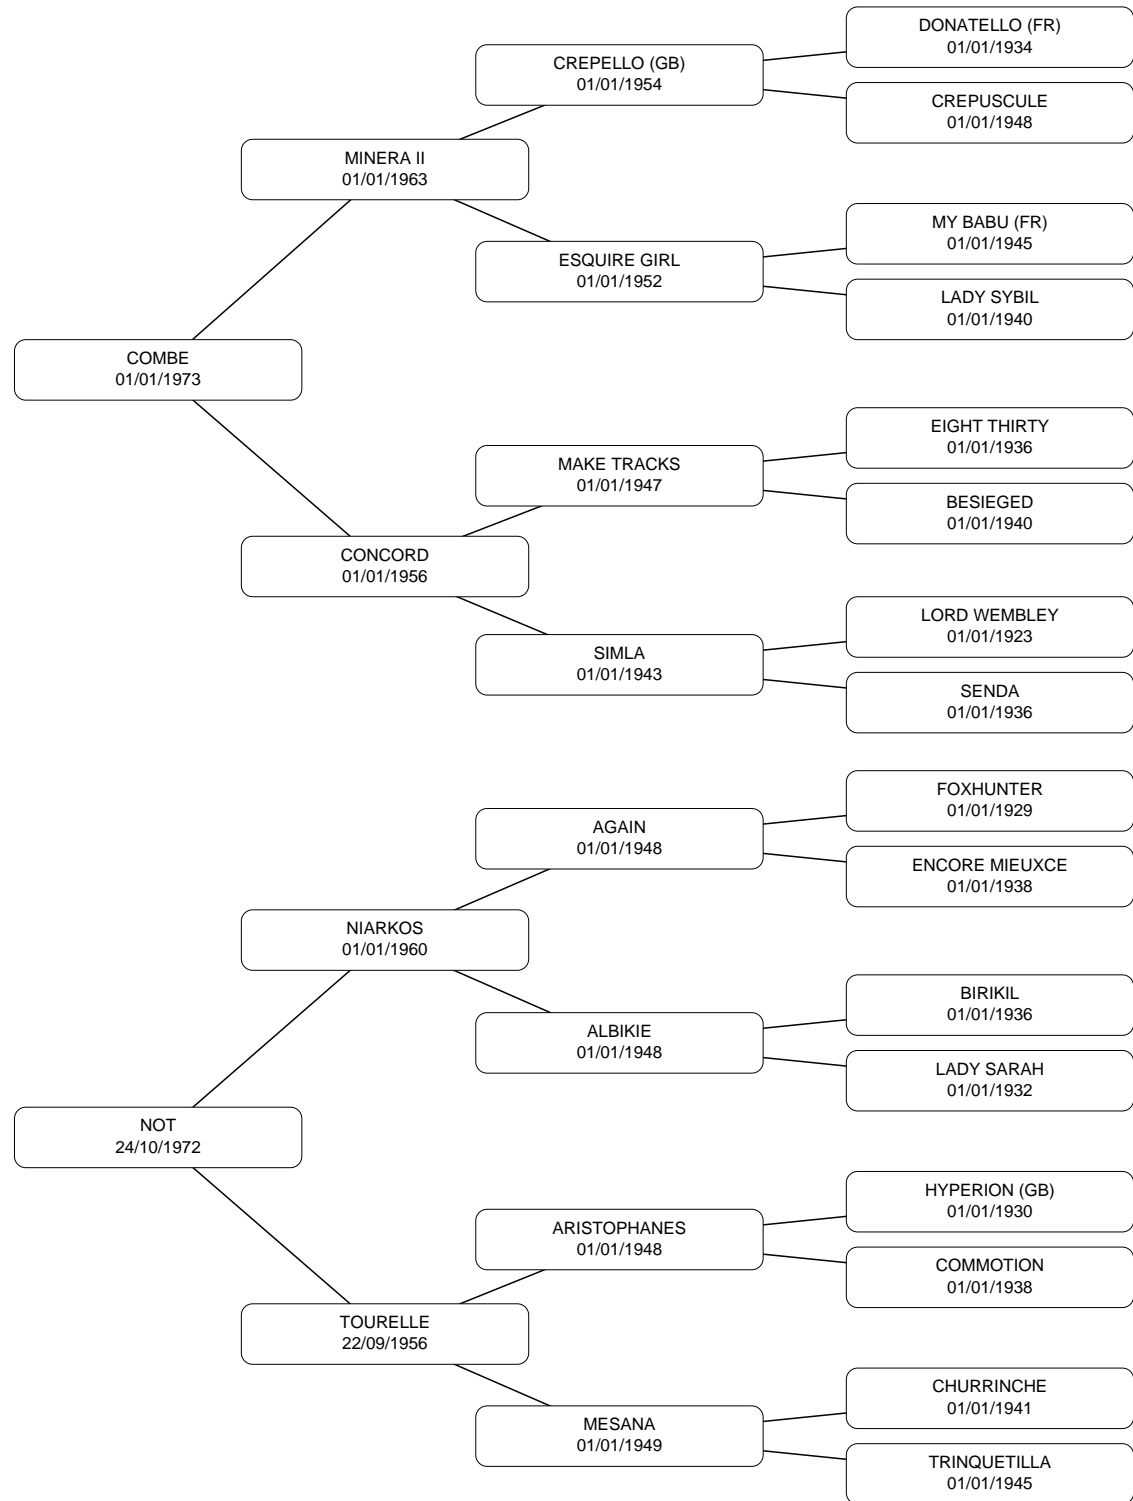 DONATELLO (FR)
01/01/1934
CREPELLO (GB)
01/01/1954
CREPUSCULE
01/01/1948
MINERA II
01/01/1963
MY BABU (FR)
01/01/1945
ESQUIRE GIRL
01/01/1952
LADY SYBIL
01/01/1940
COMBE
01/01/1973
EIGHT THIRTY
01/01/1936
MAKE TRACKS
01/01/1947
BESIEGED
01/01/1940
CONCORD
01/01/1956
LORD WEMBLEY
01/01/1923
SIMLA
01/01/1943
SENDA
01/01/1936
FOXHUNTER
01/01/1929
AGAIN
01/01/1948
ENCORE MIEUXCE
01/01/1938
NIARKOS
01/01/1960
BIRIKIL
01/01/1936
ALBIKIE
01/01/1948
LADY SARAH
01/01/1932
NOT
24/10/1972
HYPERION (GB)
01/01/1930
ARISTOPHANES
01/01/1948
COMMOTION
01/01/1938
TOURELLE
22/09/1956
CHURRINCHE
01/01/1941
MESANA
01/01/1949
TRINQUETILLA
01/01/1945